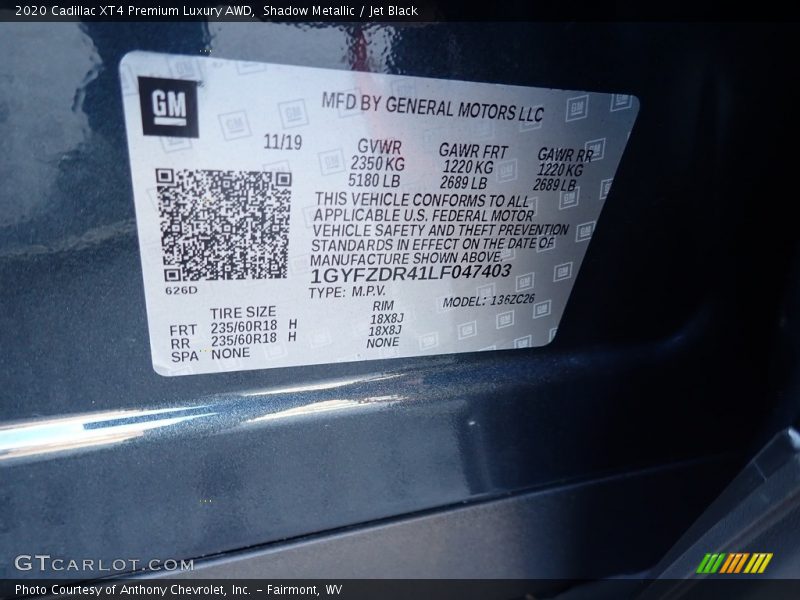 2020 Cadillac XT4 Premium Luxury AWD,  Shadow Metallic / Jet Black
GM
MFD BY GENERAL MOTORS LLC
11/19
GVWR GAWR FRT GAWR RR
2350 KG 1220 KG 1220 KG
5180 LB 2689 LB 2689 LB
THIS VEHICLE CONFORMS TO ALL
APPLICABLE U.S. FEDERAL MOTOR
VEHICLE SAFETY AND THEFT PREVENTION
STANDARDS IN EFFECT ON THE DATE OF
MANUFACTURE SHOWN ABOVE.
626D
1GYFZDR41LF047403
TYPE: M.P.V. MODEL: 136ZC26
TIRE SIZE RIM
FRT 235/60R18 H 18X8J
RR 235/60R18 H 18X8J
SPA NONE NONE
GTCARLOT.COM
Photo Courtesy of Anthony Chevrolet, Inc. – Fairmont, WV